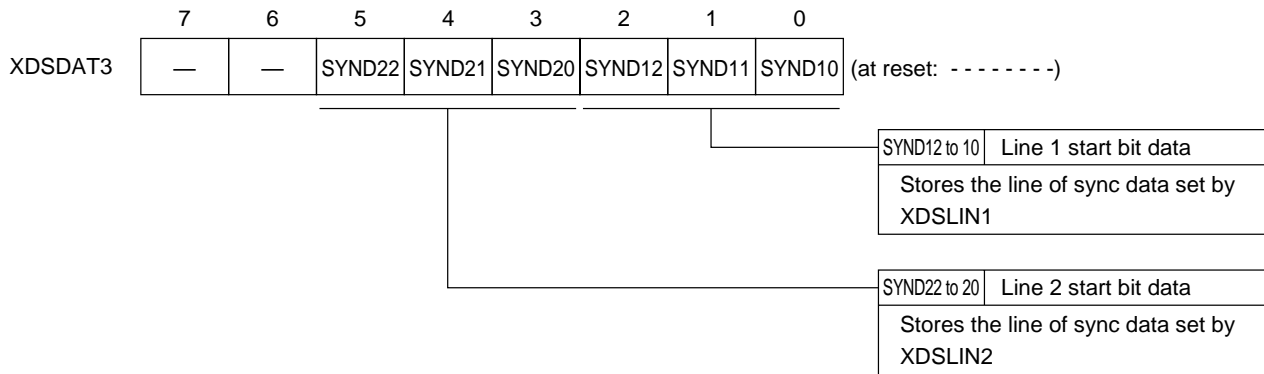 7 6 5 4 3 2 1 0
XDSDAT3 — — SYND22 SYND21 SYND20 SYND12 SYND11 SYND10 (at reset: - - - - - - - -)
SYND12 to 10 Line 1 start bit data
Stores the line of sync data set by
XDSLIN1
SYND22 to 20 Line 2 start bit data
Stores the line of sync data set by
XDSLIN2